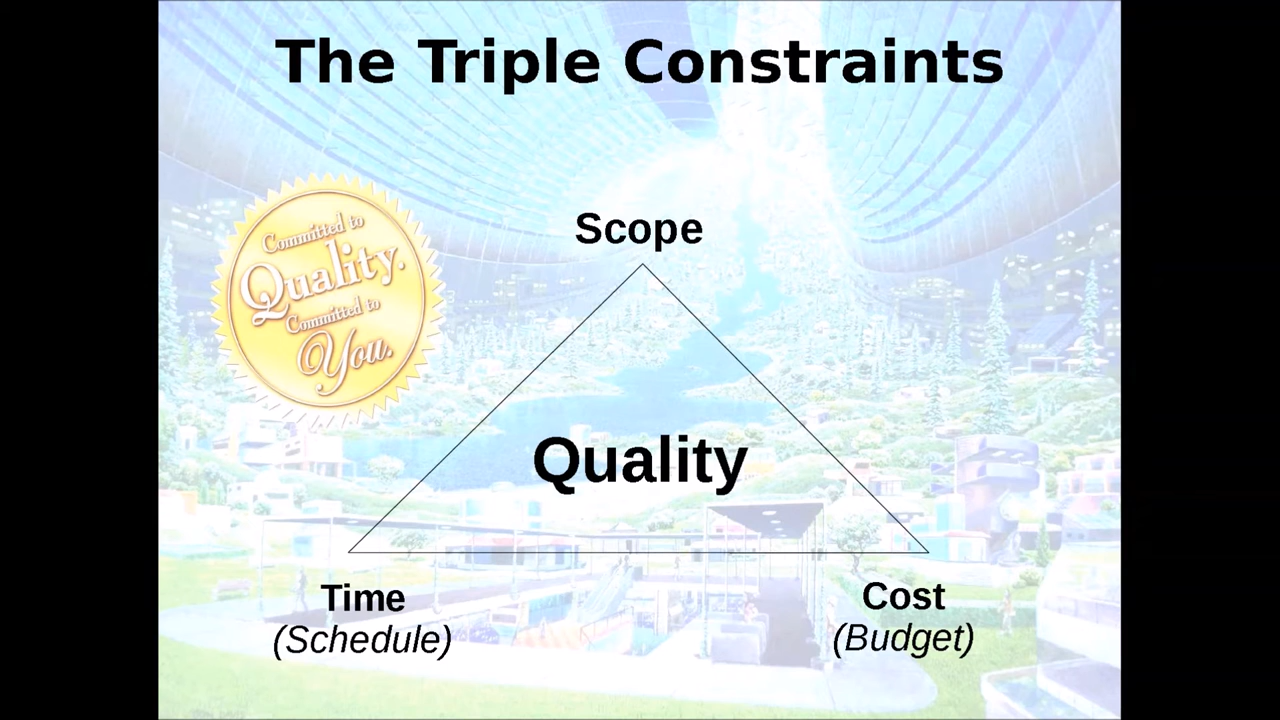 The Triple Constraints
Committed to
Quality.
Committed to
You.
Scope
Quality
Time
(Schedule)
Cost
(Budget)